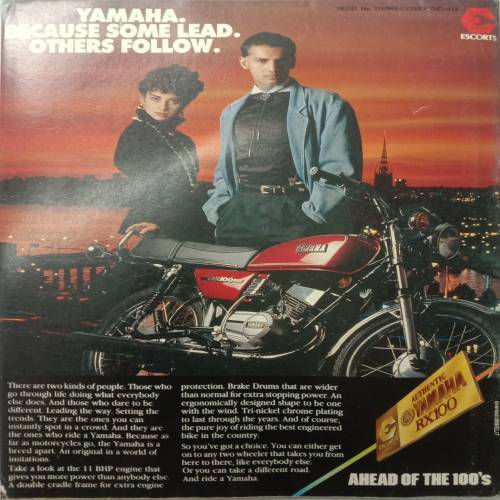 YAMAHA.
BECAUSE SOME LEAD.
OTHERS FOLLOW.
ESCORTS
YAMAHA
RX100
YAMAHA
There are two kinds of people. Those who
go through life doing what everybody
else does. And those who dare to be
different. Leading the way. Setting the
trends. They are the ones you can
instantly spot in a crowd. And they are
the ones who ride a Yamaha. Because as
far as motorcycles go, the Yamaha is a
breed apart. An original in a world of
imitations.
Take a look at the 11 BHP engine that
gives you more power than anybody else.
A double cradle frame for extra engine
protection. Brake Drums that are wider
than normal for extra stopping power. An
ergonomically designed shape to be one
with the wind. Tri-nickel chrome plating
to last through the years. And of course,
the pure joy of riding the best engineered
bike in the country.
So you've got a choice. You can either get
on to any two wheeler that takes you from
here to there, like everybody else.
Or you can take a different road.
And ride a Yamaha.
AUTHENTIC
YAMAHA
RX100
AHEAD OF THE 100's